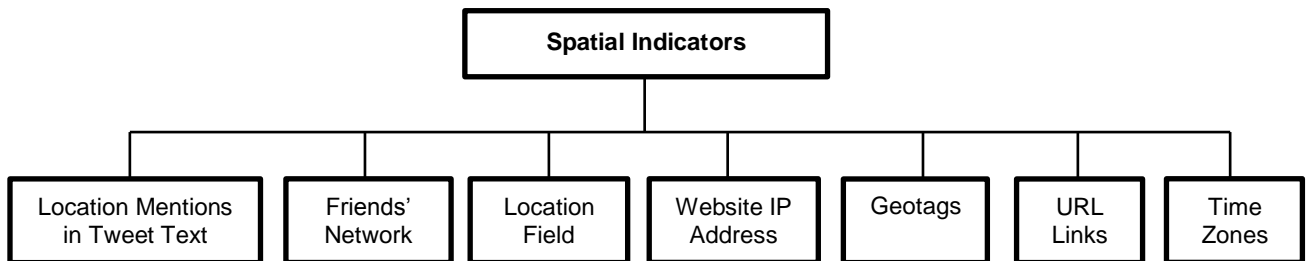 Spatial Indicators
Location Mentions
in Tweet Text
Friends’
Network
Location
Field
Website IP
Address
Geotags
URL
Links
Time
Zones